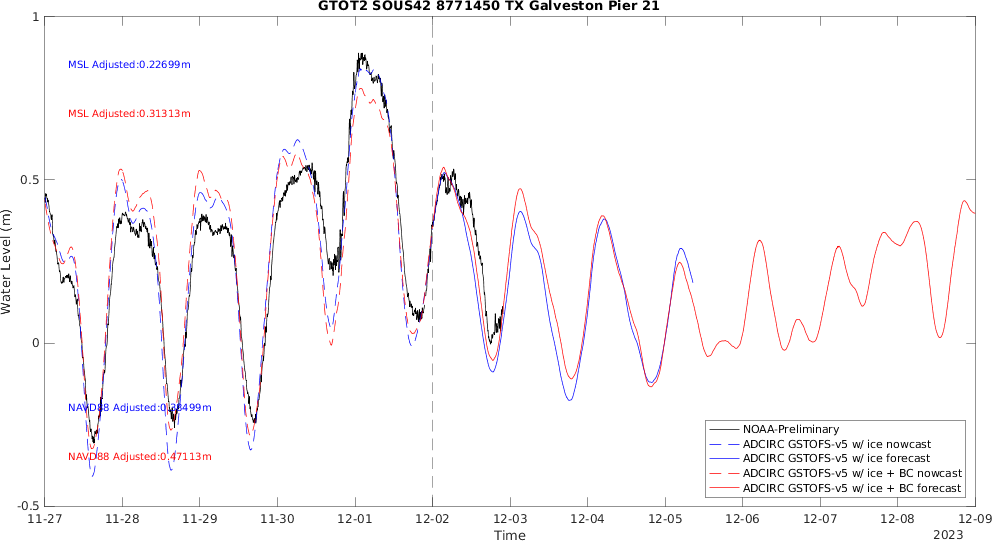 GTOT2 SOUS42 8771450 TX Galveston Pier 21
MSL Adjusted:0.22699m
MSL Adjusted:0.31313m
NAVD88 Adjusted:0.38499m
NAVD88 Adjusted:0.47113m
Water Level (m)
1
0.5
0
-0.5
11-27 11-28 11-29 11-30 12-01 12-02 12-03 12-04 12-05 12-06 12-07 12-08 12-09
Time
2023
NOAA-Preliminary
ADCIRC GSTOFS-v5 w/ ice nowcast
ADCIRC GSTOFS-v5 w/ ice forecast
ADCIRC GSTOFS-v5 w/ ice + BC nowcast
ADCIRC GSTOFS-v5 w/ ice + BC forecast